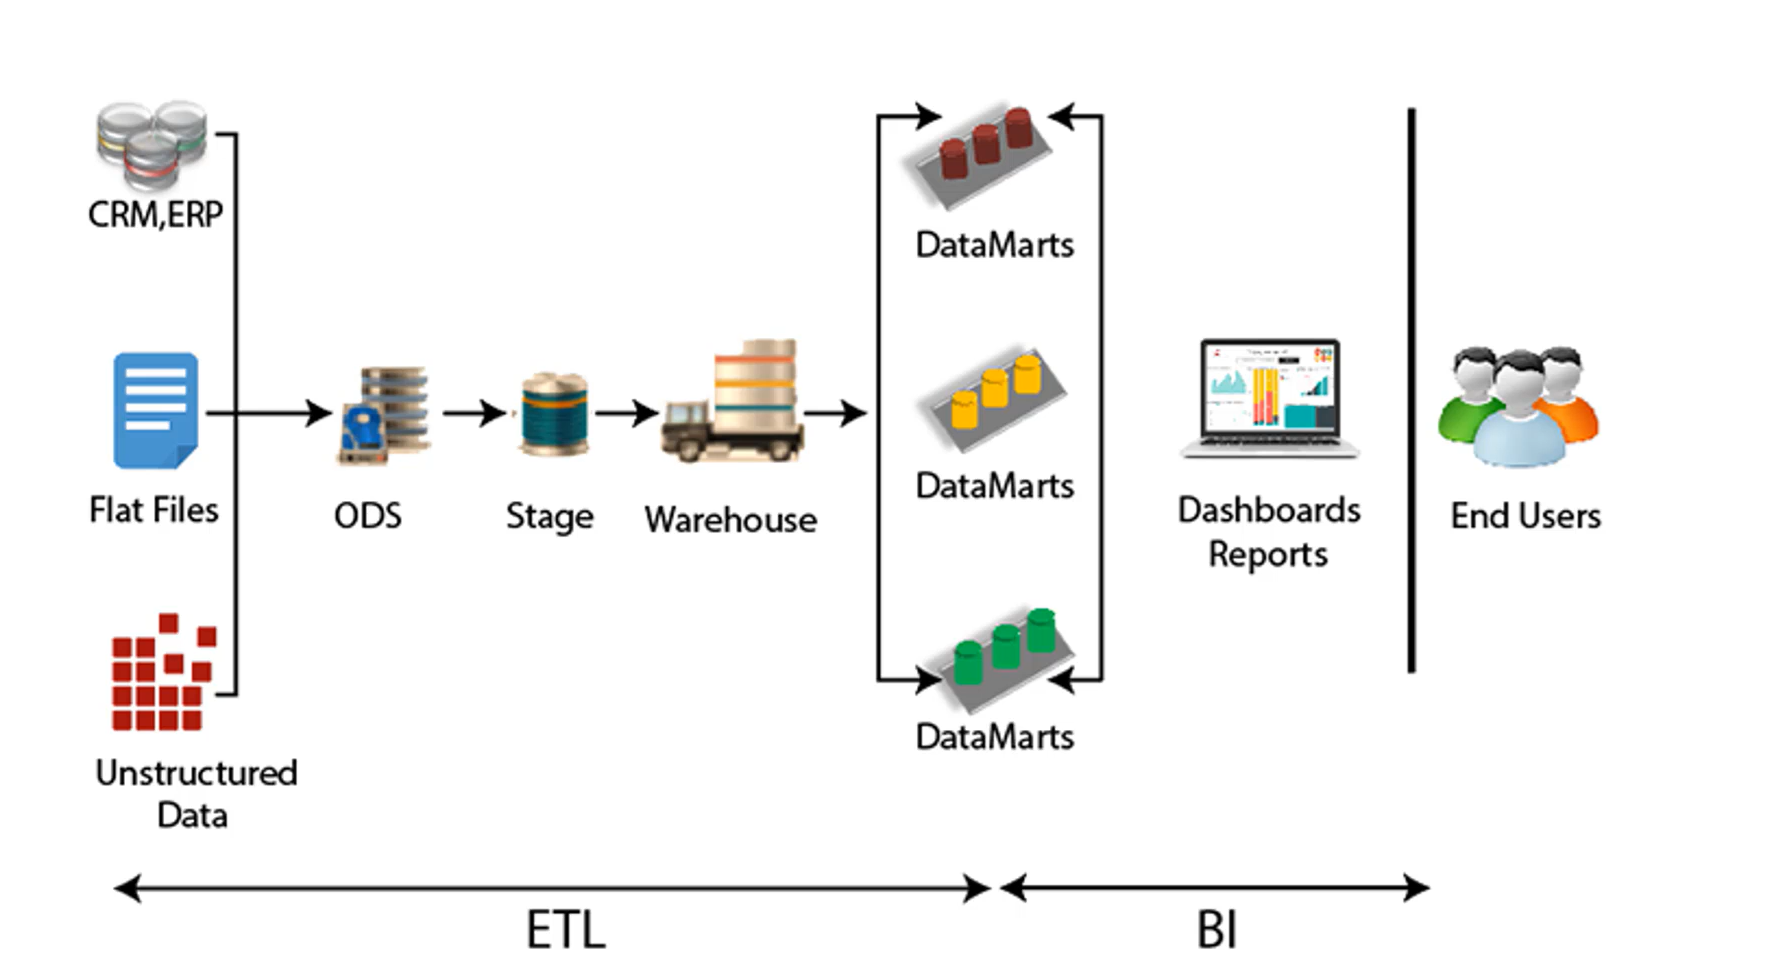 CRM,ERP
Flat Files
Unstructured
Data
ODS
Stage
Warehouse
DataMarts
DataMarts
DataMarts
Dashboards
Reports
End Users
ETL
BI